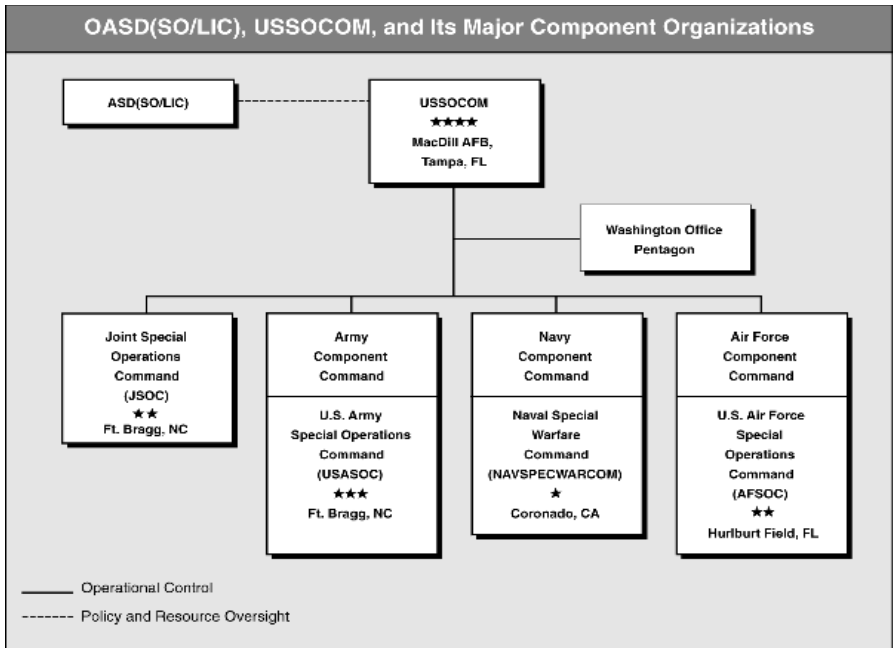 OASD(SO/LIC), USSOCOM, and Its Major Component Organizations
ASD(SO/LIC)
USSOCOM
★★★★
MacDill AFB,
Tampa, FL
Washington Office
Pentagon
Joint Special
Operations
Command
(JSOC)
★★
Ft. Bragg, NC
Army
Component
Command
U.S. Army
Special Operations
Command
(USASOC)
★★★
Ft. Bragg, NC
Navy
Component
Command
Naval Special
Warfare
Command
(NAVSPECWARCOM)
★
Coronado, CA
Air Force
Component
Command
U.S. Air Force
Special
Operations
Command
(AFSOC)
★★
Hurlburt Field, FL
Operational Control
Policy and Resource Oversight